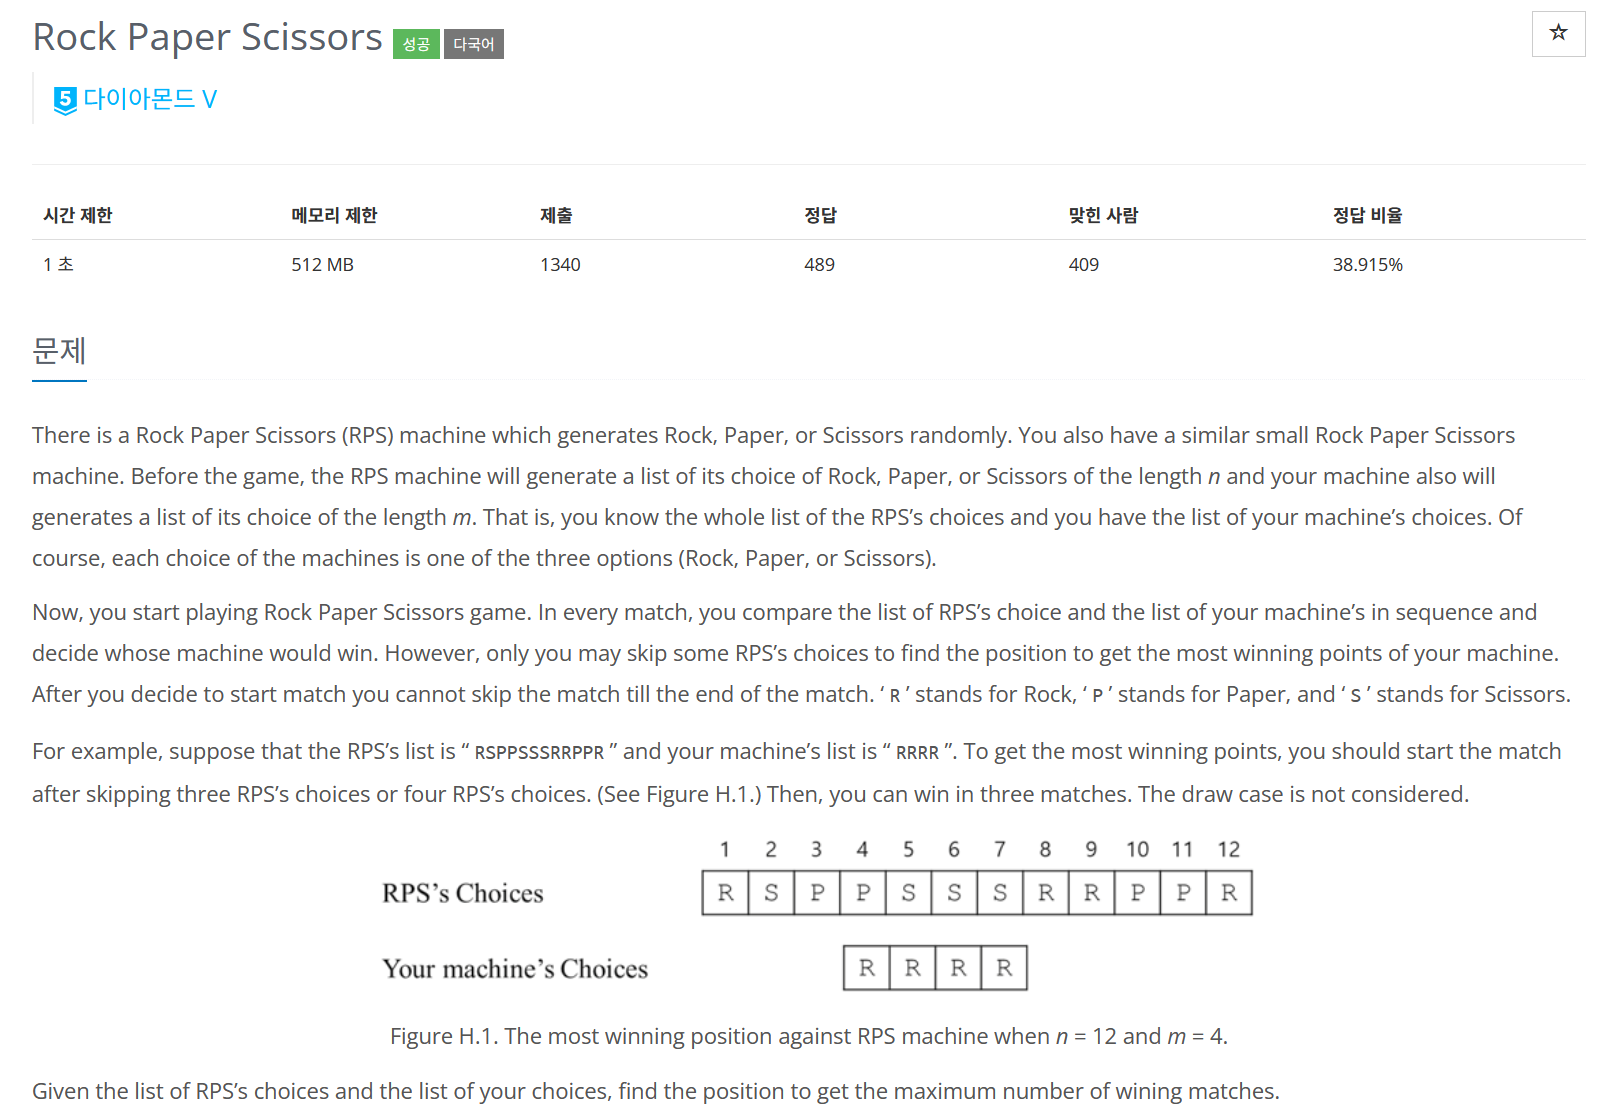 Rock Paper Scissors 성공 다국어
☆
5 다이아몬드 V
시간 제한 메모리 제한 제출 정답 맞힌 사람 정답 비율
1 초 512 MB 1340 489 409 38.915%
문제
There is a Rock Paper Scissors (RPS) machine which generates Rock, Paper, or Scissors randomly. You also have a similar small Rock Paper Scissors
machine. Before the game, the RPS machine will generate a list of its choice of Rock, Paper, or Scissors of the length n and your machine also will
generates a list of its choice of the length m. That is, you know the whole list of the RPS’s choices and you have the list of your machine’s choices. Of
course, each choice of the machines is one of the three options (Rock, Paper, or Scissors).
Now, you start playing Rock Paper Scissors game. In every match, you compare the list of RPS’s choice and the list of your machine’s in sequence and
decide whose machine would win. However, only you may skip some RPS’s choices to find the position to get the most winning points of your machine.
After you decide to start match you cannot skip the match till the end of the match. ‘ R ’ stands for Rock, ‘ P ’ stands for Paper, and ‘ S ’ stands for Scissors.
For example, suppose that the RPS’s list is “ RSPPSSSRRPPR ” and your machine’s list is “ RRRR ”. To get the most winning points, you should start the match
after skipping three RPS’s choices or four RPS’s choices. (See Figure H.1.) Then, you can win in three matches. The draw case is not considered.
1 2 3 4 5 6 7 8 9 10 11 12
RPS’s Choices R S P P S S S R R P P R
Your machine’s Choices R R R R
Figure H.1. The most winning position against RPS machine when n = 12 and m = 4.
Given the list of RPS’s choices and the list of your choices, find the position to get the maximum number of wining matches.